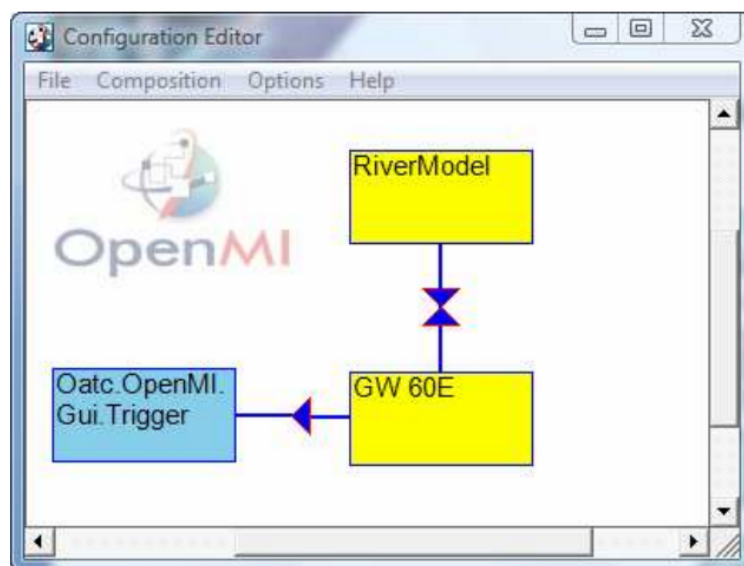 Configuration Editor
File Composition Options Help
OpenMI
RiverModel
Oatc.OpenMI.
Gui.Trigger
GW 60E